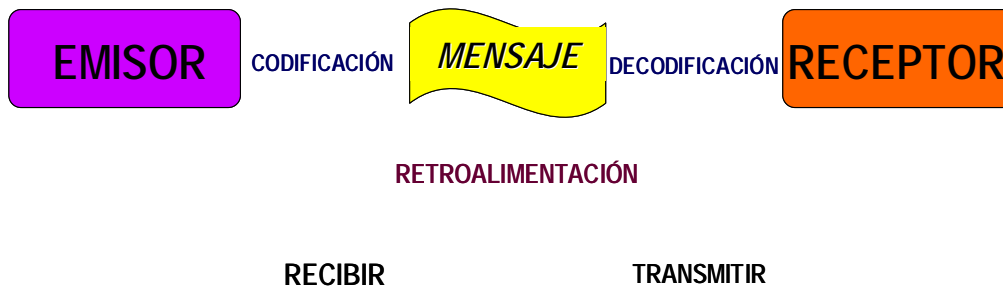 EMISOR CODIFICACIÓN MENSAJE DECODIFICACIÓN RECEPTOR
RETROALIMENTACIÓN
RECIBIR TRANSMITIR